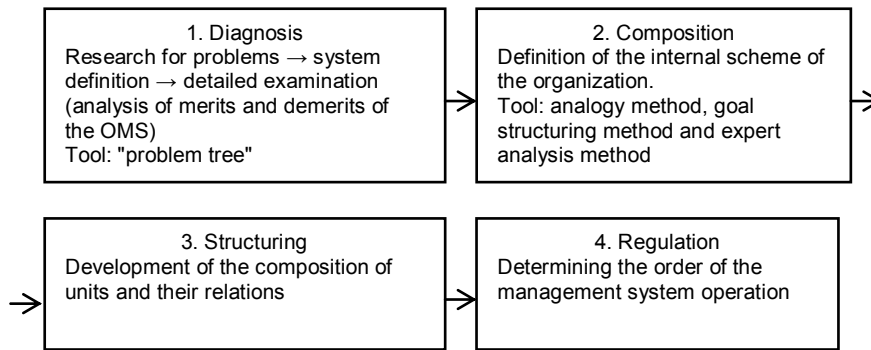 1. Diagnosis
Research for problems → system
definition → detailed examination
(analysis of merits and demerits of
the OMS)
Tool: "problem tree"
2. Composition
Definition of the internal scheme of
the organization.
Tool: analogy method, goal
structuring method and expert
analysis method
3. Structuring
Development of the composition of
units and their relations
4. Regulation
Determining the order of the
management system operation